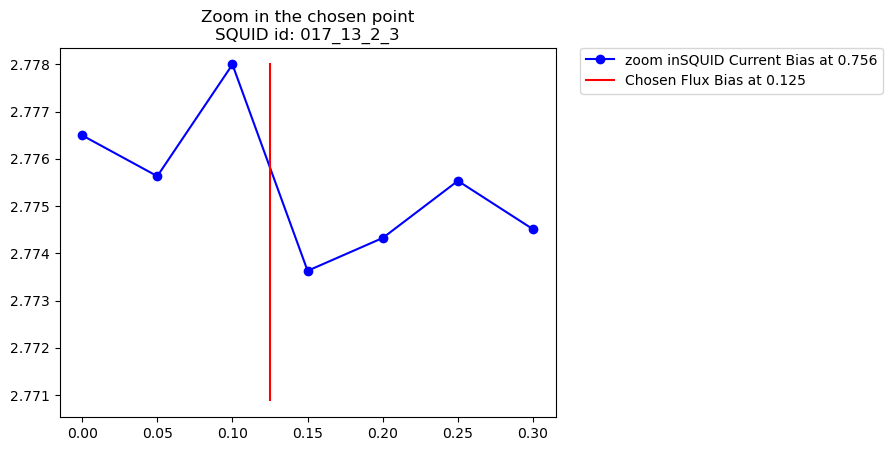 Zoom in the chosen point
SQUID id: 017_13_2_3
zoom inSQUID Current Bias at 0.756
Chosen Flux Bias at 0.125
2.778
2.777
2.776
2.775
2.774
2.773
2.772
2.771
0.00 0.05 0.10 0.15 0.20 0.25 0.30